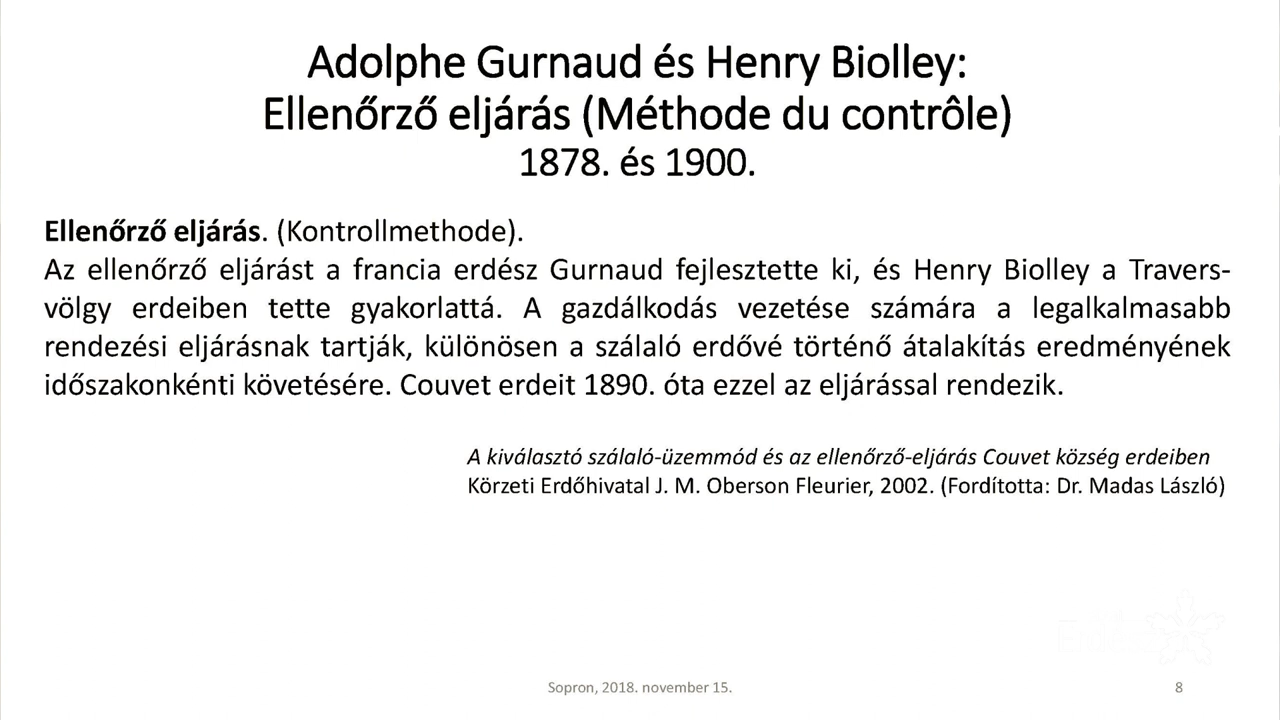 Adolphe Gurnaud és Henry Biolley:
Ellenőrző eljárás (Méthode du contrôle)
1878. és 1900.
Ellenőrző eljárás. (Kontrollmethode).
Az ellenőrző eljárást a francia erdész Gurnaud fejlesztette ki, és Henry Biolley a Travers-
völgy erdeiben tette gyakorlattá. A gazdálkodás vezetése számára a legalkalmasabb
rendezési eljárásnak tartják, különösen a szálaló erdővé történő átalakítás eredményének
időszakonkénti követésére. Couvet erdeit 1890. óta ezzel az eljárással rendezik.
A kiválasztó szálaló-üzemmód és az ellenőrző-eljárás Couvet község erdeiben
Körzeti Erdőhivatal J. M. Oberson Fleurier, 2002. (Fordította: Dr. Madas László)
Sopron, 2018. november 15.
8